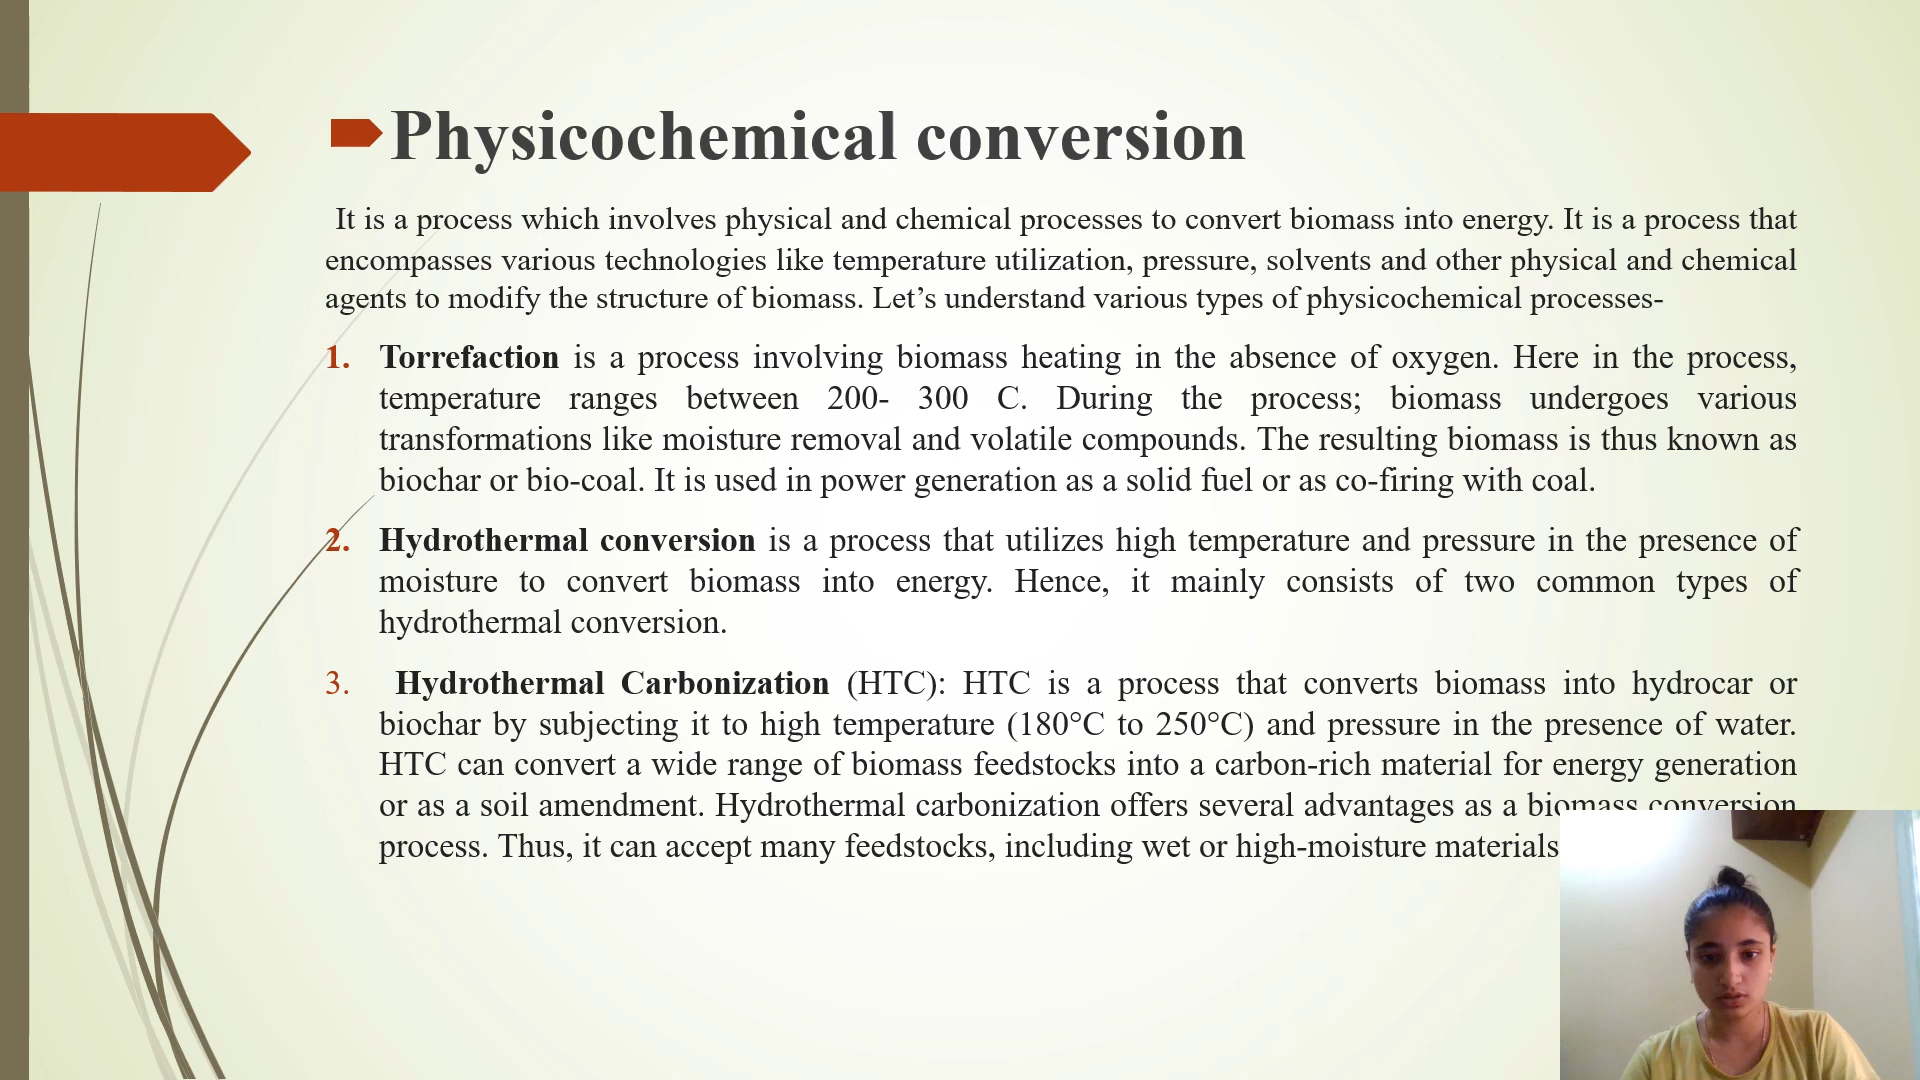 Physicochemical conversion
It is a process which involves physical and chemical processes to convert biomass into energy. It is a process that
encompasses various technologies like temperature utilization, pressure, solvents and other physical and chemical
agents to modify the structure of biomass. Let’s understand various types of physicochemical processes-
1. Torrefaction is a process involving biomass heating in the absence of oxygen. Here in the process,
temperature ranges between 200- 300 C. During the process; biomass undergoes various
transformations like moisture removal and volatile compounds. The resulting biomass is thus known as
biochar or bio-coal. It is used in power generation as a solid fuel or as co-firing with coal.
2. Hydrothermal conversion is a process that utilizes high temperature and pressure in the presence of
moisture to convert biomass into energy. Hence, it mainly consists of two common types of
hydrothermal conversion.
3. Hydrothermal Carbonization (HTC): HTC is a process that converts biomass into hydrocar or
biochar by subjecting it to high temperature (180°C to 250°C) and pressure in the presence of water.
HTC can convert a wide range of biomass feedstocks into a carbon-rich material for energy generation
or as a soil amendment. Hydrothermal carbonization offers several advantages as a biomass conversion
process. Thus, it can accept many feedstocks, including wet or high-moisture materials